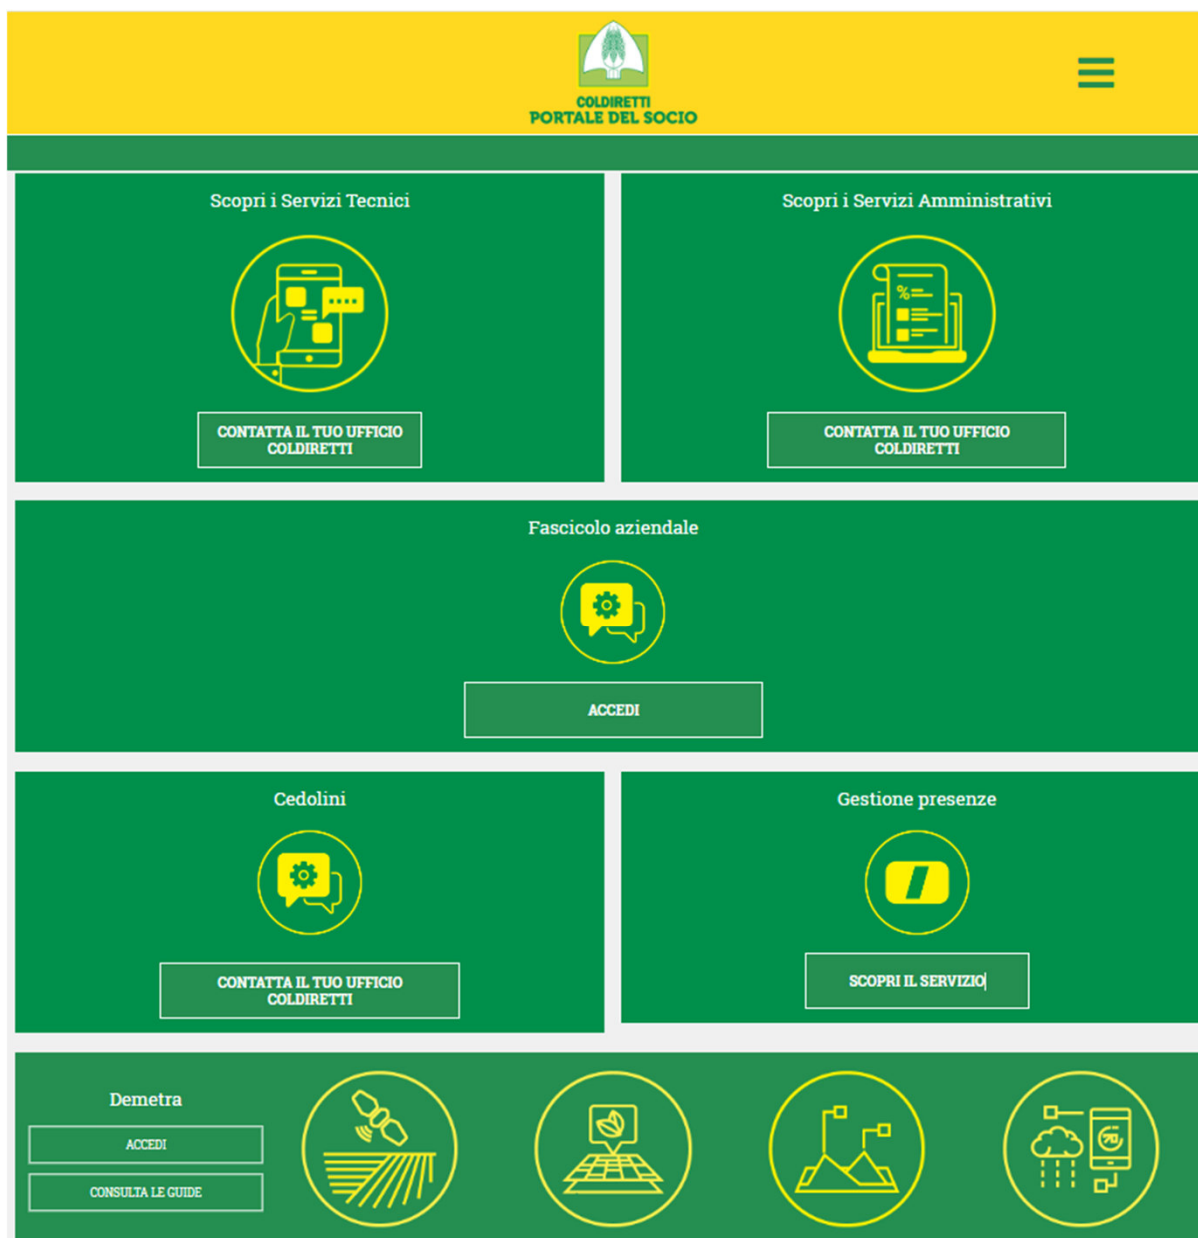 COLDIRETTI
PORTALE DEL SOCIO
Scopri i Servizi Tecnici
CONTATTA IL TUO UFFICIO
COLDIRETTI
Scopri i Servizi Amministrativi
%
CONTATTA IL TUO UFFICIO
COLDIRETTI
Fascicolo aziendale
ACCEDI
Cedolini
CONTATTA IL TUO UFFICIO
COLDIRETTI
Gestione presenze
SCOPRI IL SERVIZIO
Demetra
ACCEDI
CONSULTA LE GUIDE